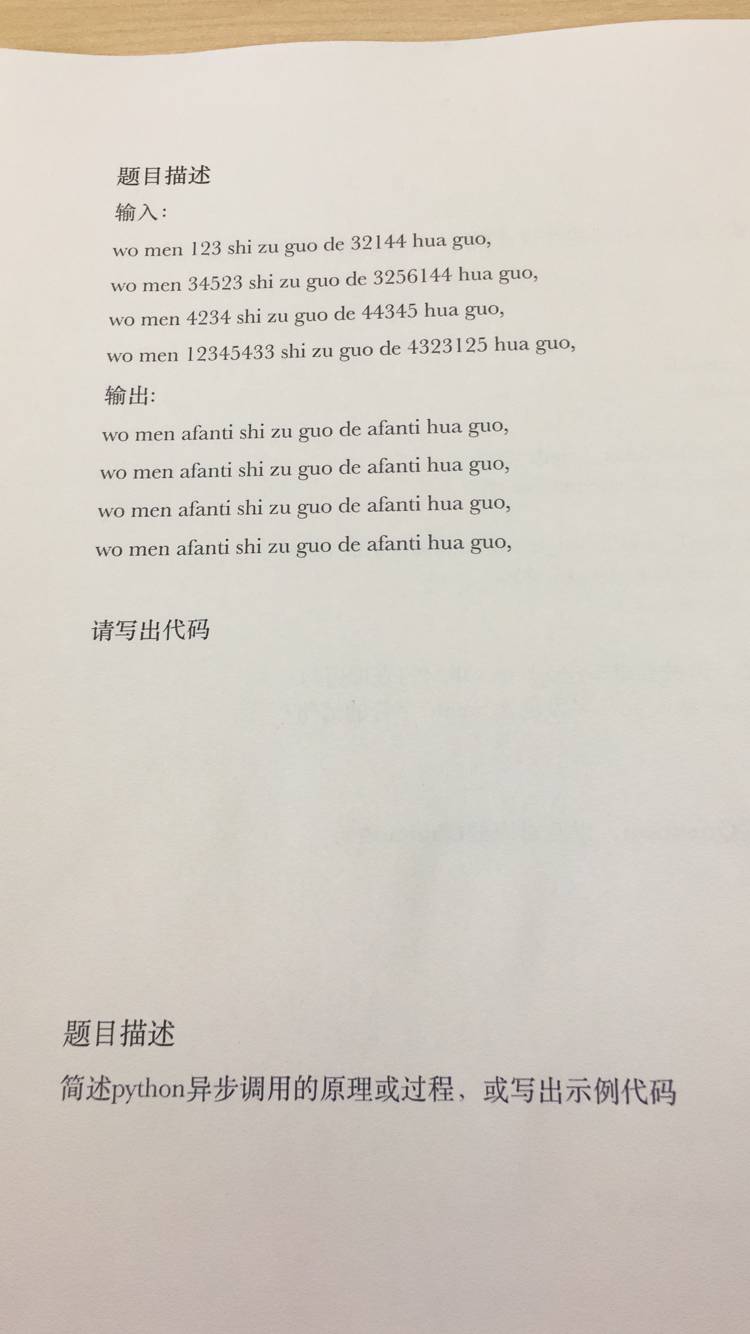 题目描述
输入：
wo men 123 shi zu guo de 32144 hua guo,
wo men 34523 shi zu guo de 3256144 hua guo,
wo men 4234 shi zu guo de 44345 hua guo,
wo men 12345433 shi zu guo de 4323125 hua guo,
输出:
wo men afanti shi zu guo de afanti hua guo,
wo men afanti shi zu guo de afanti hua guo,
wo men afanti shi zu guo de afanti hua guo,
wo men afanti shi zu guo de afanti hua guo,
请写出代码
题目描述
简述python异步调用的原理或过程，或写出示例代码